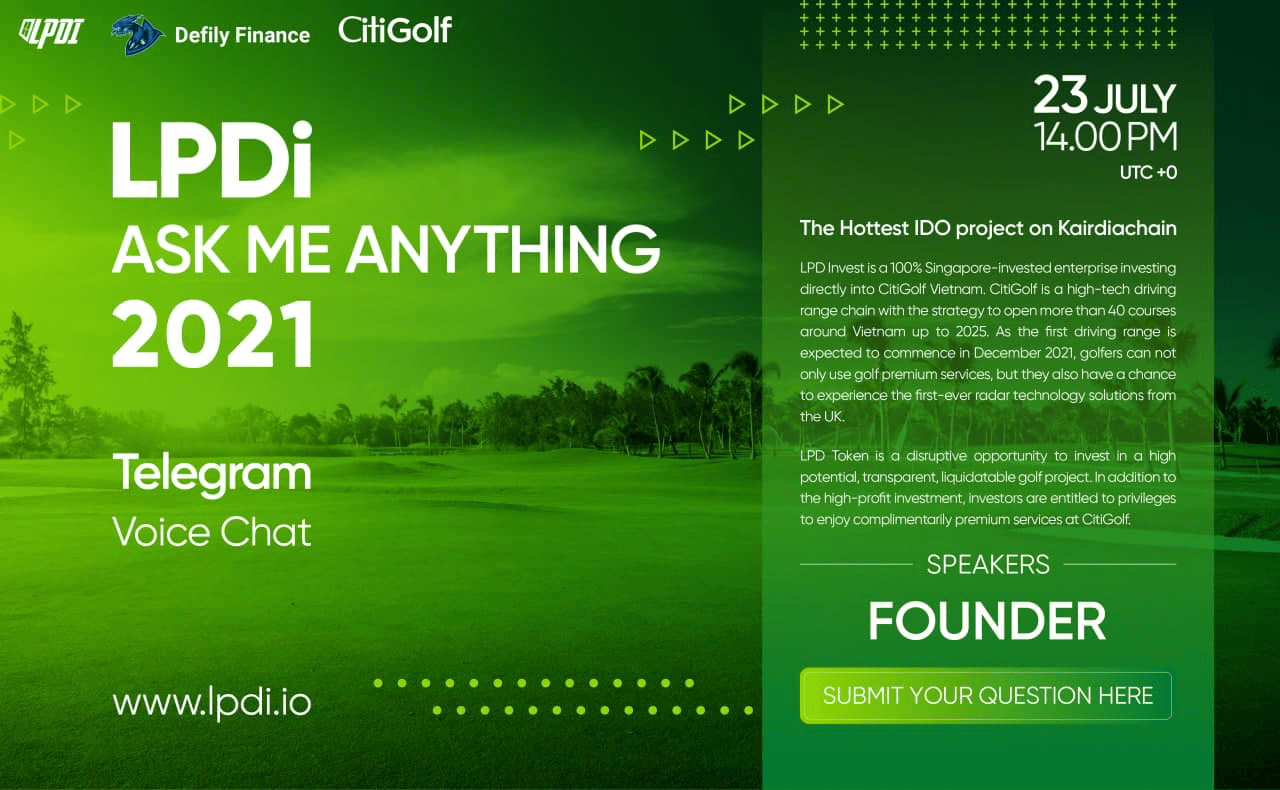 LPDI
Defily Finance
CitiGolf
LPDi
ASK ME ANYTHING
2021
Telegram
Voice Chat
www.lpdi.io
23 JULY
14.00 PM
UTC +0
The Hottest IDO project on Kairdiachain
LPD Invest is a 100% Singapore-invested enterprise investing
directly into CitiGolf Vietnam. CitiGolf is a high-tech driving
range chain with the strategy to open more than 40 courses
around Vietnam up to 2025. As the first driving range is
expected to commence in December 2021, golfers can not
only use golf premium services, but they also have a chance
to experience the first-ever radar technology solutions from
the UK.
LPD Token is a disruptive opportunity to invest in a high
potential, transparent, liquidatable golf project. In addition to
the high-profit investment, investors are entitled to privileges
to enjoy complimentarily premium services at CitiGolf.
SPEAKERS
FOUNDER
SUBMIT YOUR QUESTION HERE